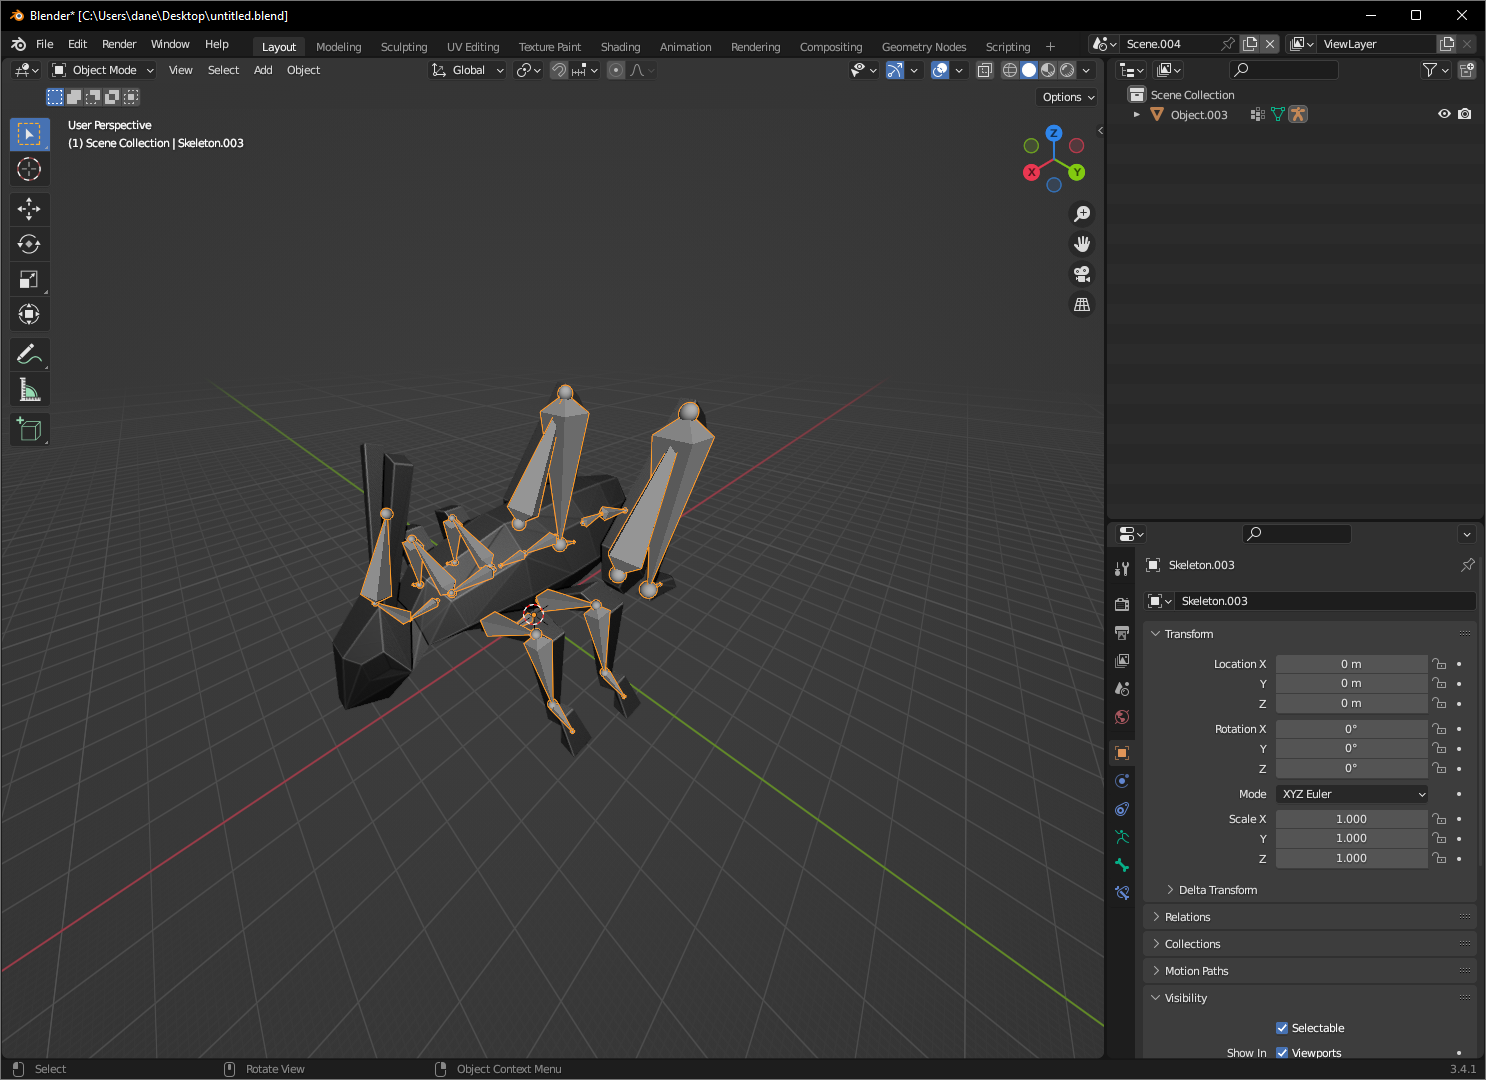 Blender* [C:\Users\dane\Desktop\untitled.blend]
File Edit Render Window Help Layout Modeling Sculpting UV Editing Texture Paint Shading Animation Rendering Compositing Geometry Nodes Scripting + Scene.004 ViewLayer
Object Mode View Select Add Object Global
Options
User Perspective
(1) Scene Collection | Skeleton.003
Z
X Y
Scene Collection
Object.003
Skeleton.003
Skeleton.003
Transform
Location X 0 m
Y 0 m
Z 0 m
Rotation X 0°
Y 0°
Z 0°
Mode XYZ Euler
Scale X 1.000
Y 1.000
Z 1.000
Delta Transform
Relations
Collections
Motion Paths
Visibility
Selectable
Show In Viewports
Select Rotate View Object Context Menu 3.4.1